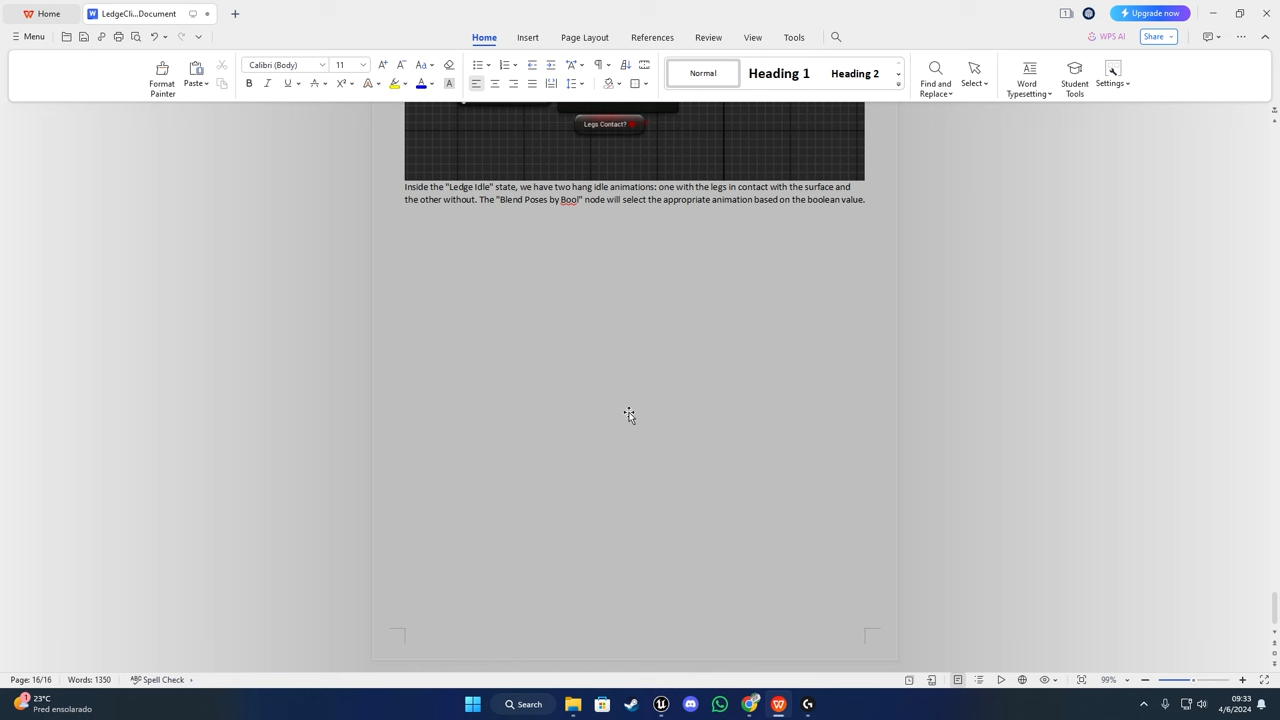 Home
LedgeCli...Document
1
Upgrade now
Menu
Home
Insert
Page Layout
References
Review
View
Tools
WPS AI
Share
Format Painter
Paste
Calibri (Body)
11
Normal
Heading 1
Heading 2
Find and Replace
Select
Word Typesetting
Student Tools
Settings
Legs Contact?
Inside the "Ledge Idle" state, we have two hang idle animations: one with the legs in contact with the surface and
the other without. The "Blend Poses by Bool" node will select the appropriate animation based on the boolean value.
Page: 16/16
Words: 1350
Spell Check
99%
1
23°C
Pred ensolarado
Search
09:33
4/6/2024